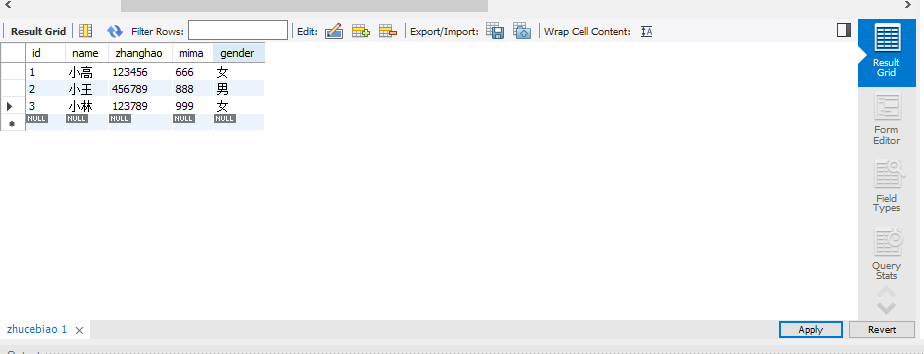 Result Grid Filter Rows: Edit: Export/Import: Wrap Cell Content: IA
id name zhanghao mima gender
1 小高 123456 666 女
2 小王 456789 888 男
3 小林 123789 999 女
NULL NULL NULL NULL NULL
Result
Grid
Form
Editor
Field
Types
Query
Stats
zhucebiao 1
Apply Revert